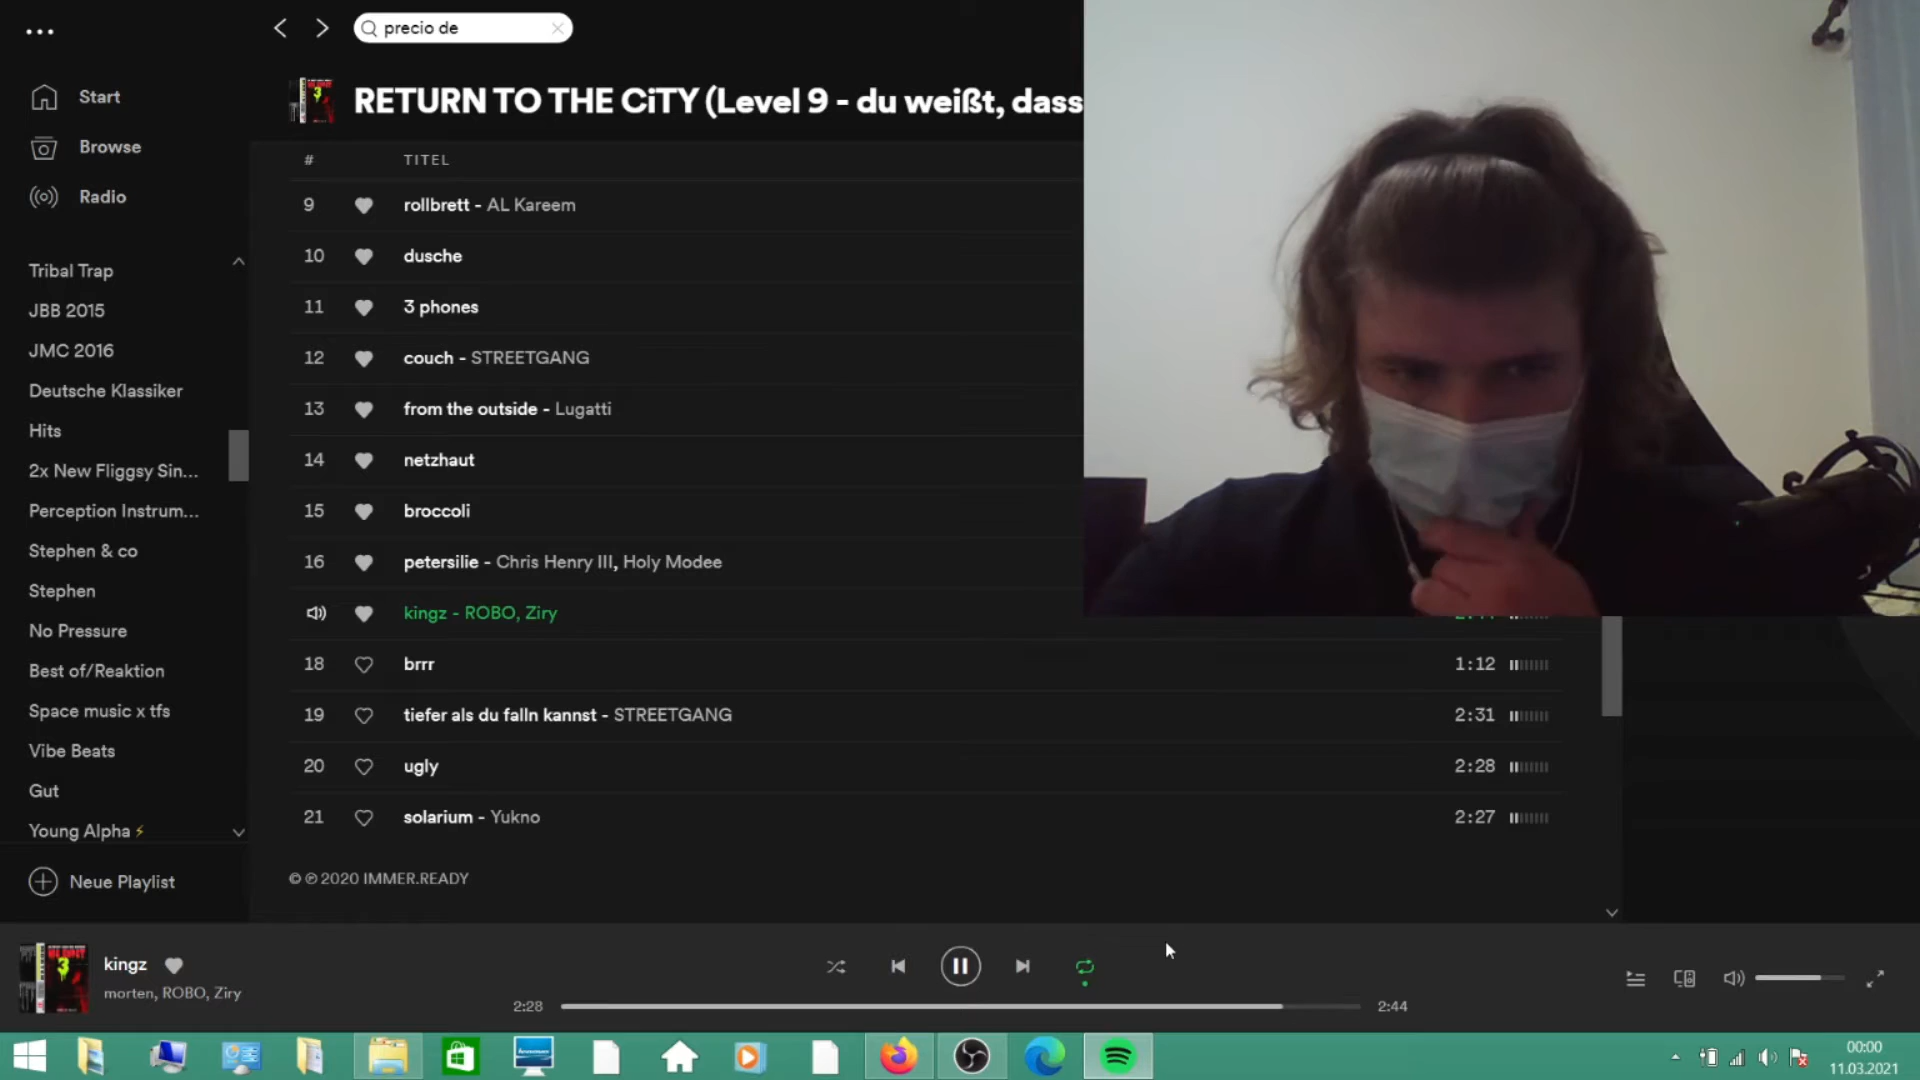 precio de
Start
Browse
Radio
RETURN TO THE CiTY (Level 9 - du weißt, dass
# TITEL
9 rollbrett - AL Kareem
10 dusche
11 3 phones
12 couch - STREETGANG
13 from the outside - Lugatti
14 netzhaut
15 broccoli
16 petersilie - Chris Henry III, Holy Modee
kingz - ROBO, Ziry
18 brrr 1:12
19 tiefer als du falln kannst - STREETGANG 2:31
20 ugly 2:28
21 solarium - Yukno 2:27
© ℗ 2020 IMMER.READY
Tribal Trap
JBB 2015
JMC 2016
Deutsche Klassiker
Hits
2x New Fliggsy Sin...
Perception Instrum...
Stephen & co
Stephen
No Pressure
Best of/Reaktion
Space music x tfs
Vibe Beats
Gut
Young Alpha⚡
Neue Playlist
kingz
morten, ROBO, Ziry
2:28 2:44
00:00
11.03.2021